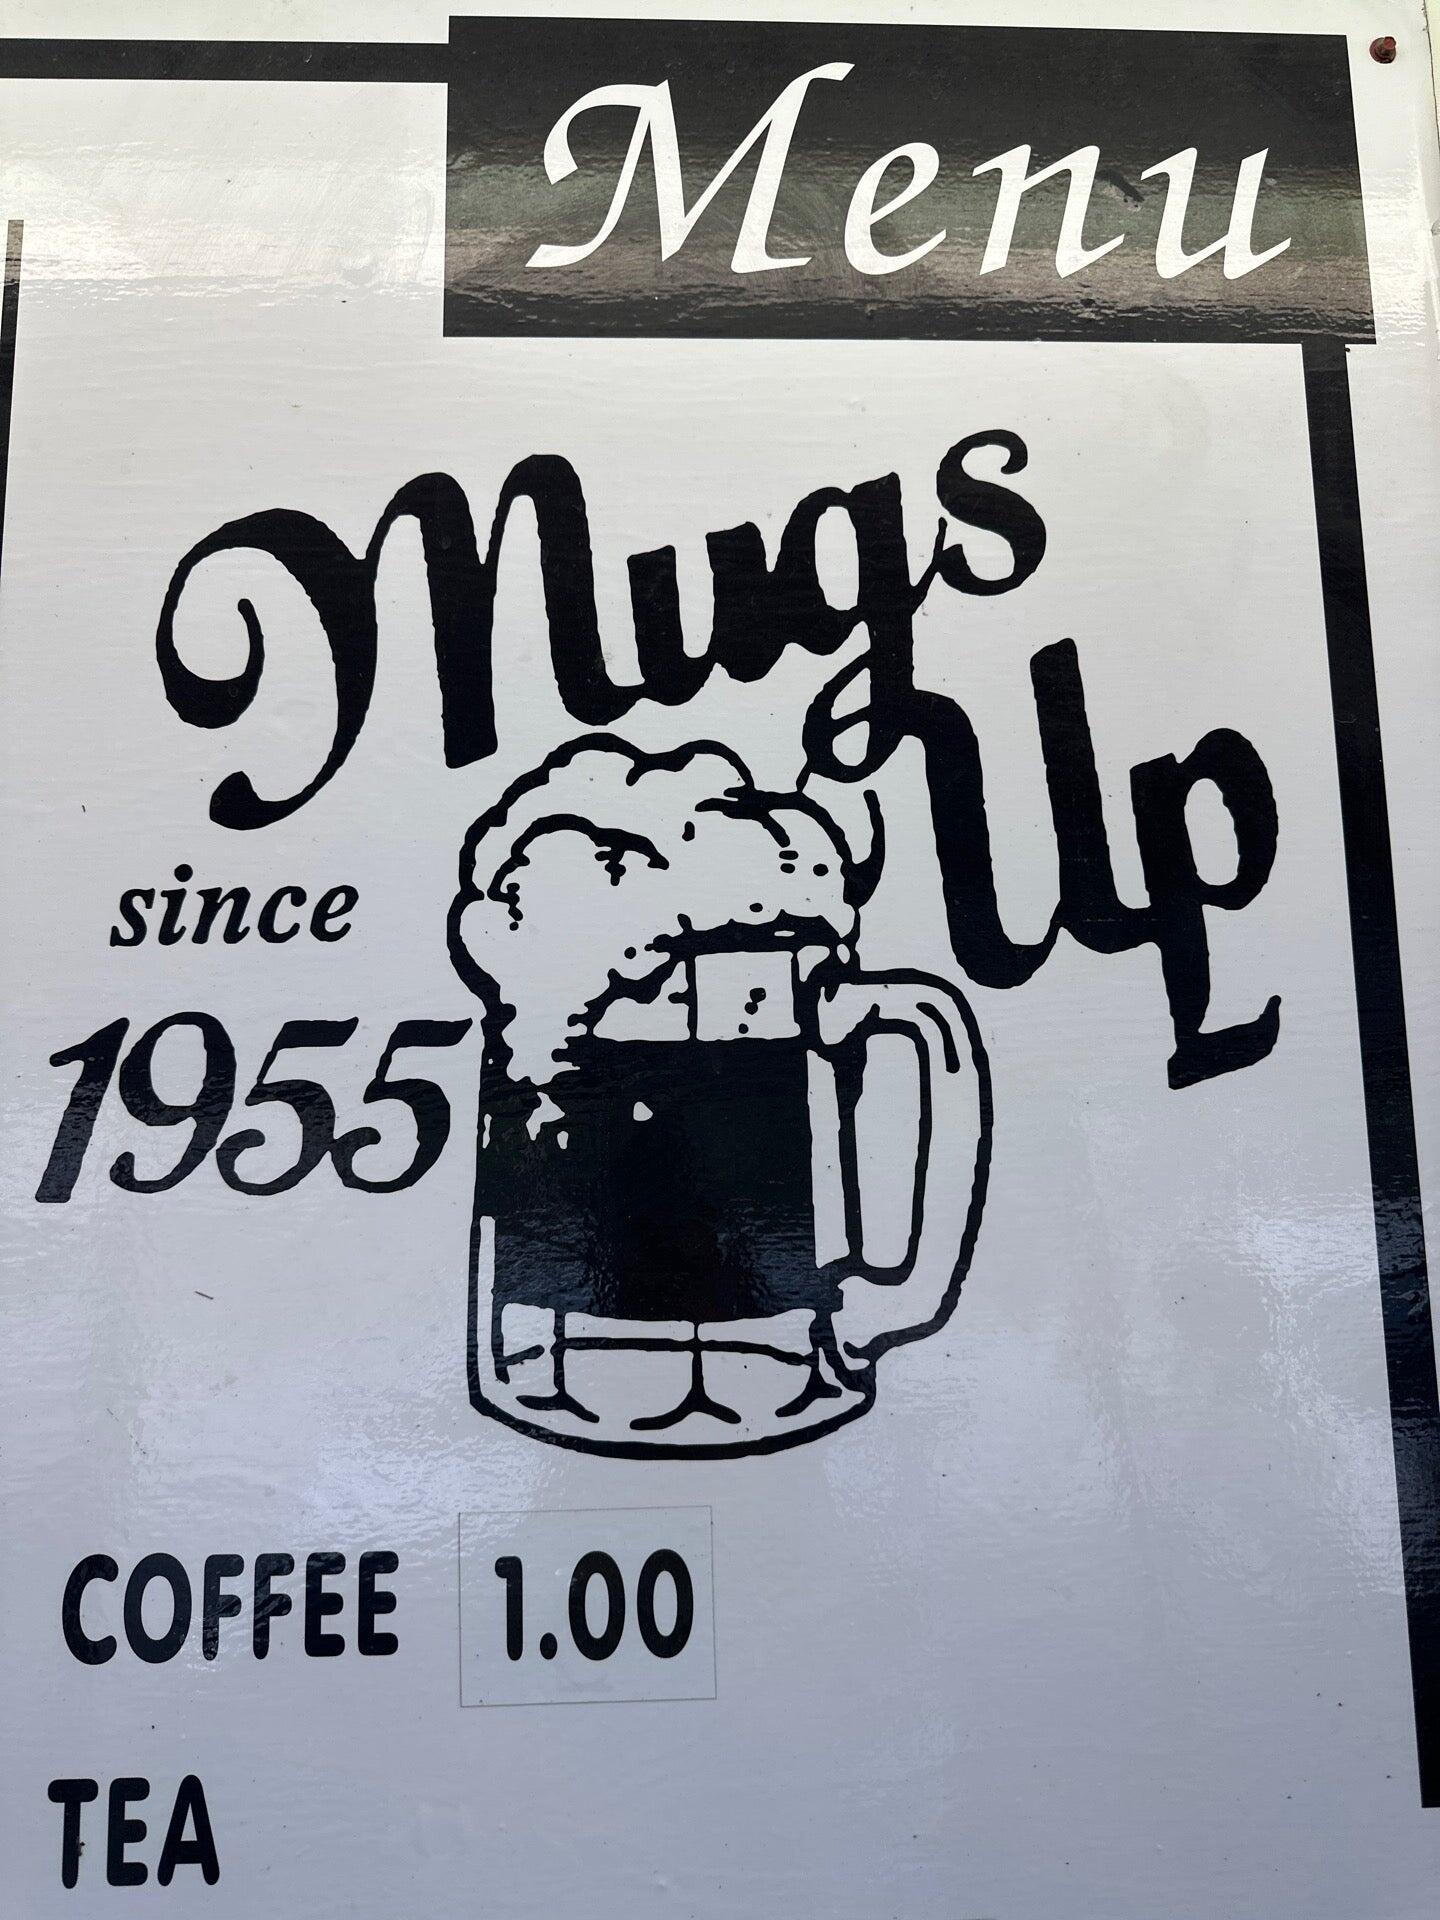 Menu
Mugs
Up
since
1955
COFFEE 1.00
TEA